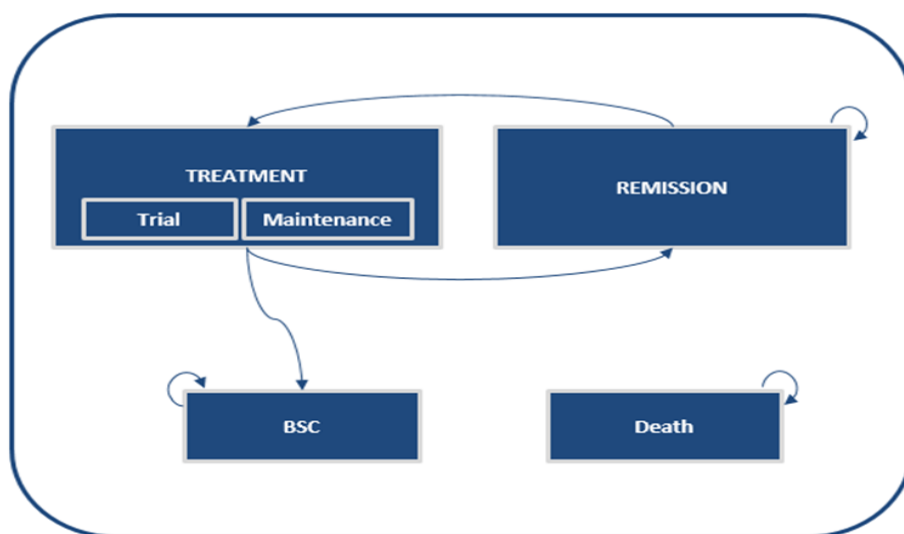 TREATMENT
Trial
Maintenance
REMISSION
BSC
Death